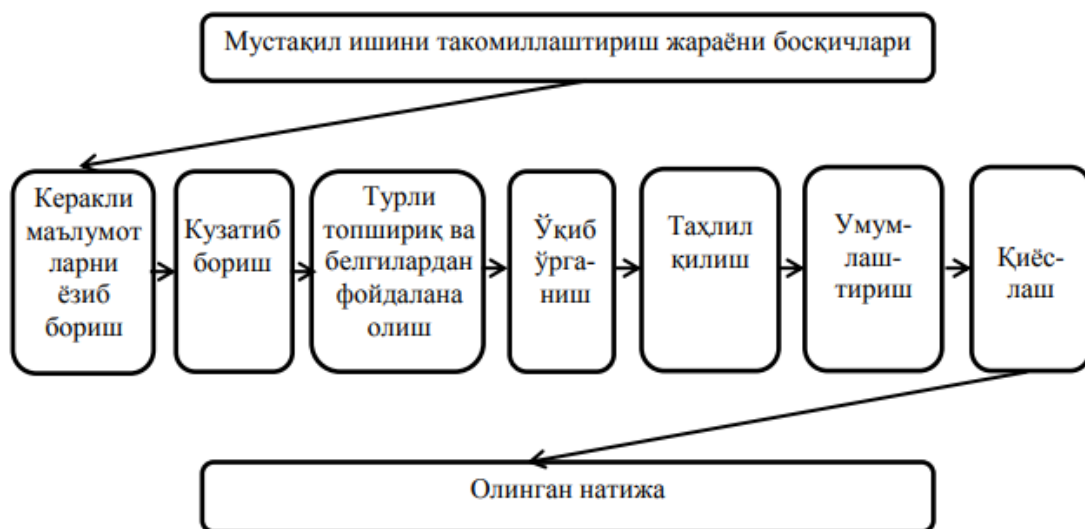 Мустақил ишини такомиллаштириш жараёни босқичлари
Керакли
маълумот
ларни
ёзиб
бориш
Кузатиб
бориш
Турли
топшириқ ва
белгилардан
фойдалана
олиш
Ўқиб
ўрга-
ниш
Таҳлил
қилиш
Умум-
лаш-
тириш
Қиёс-
лаш
Олинган натижа